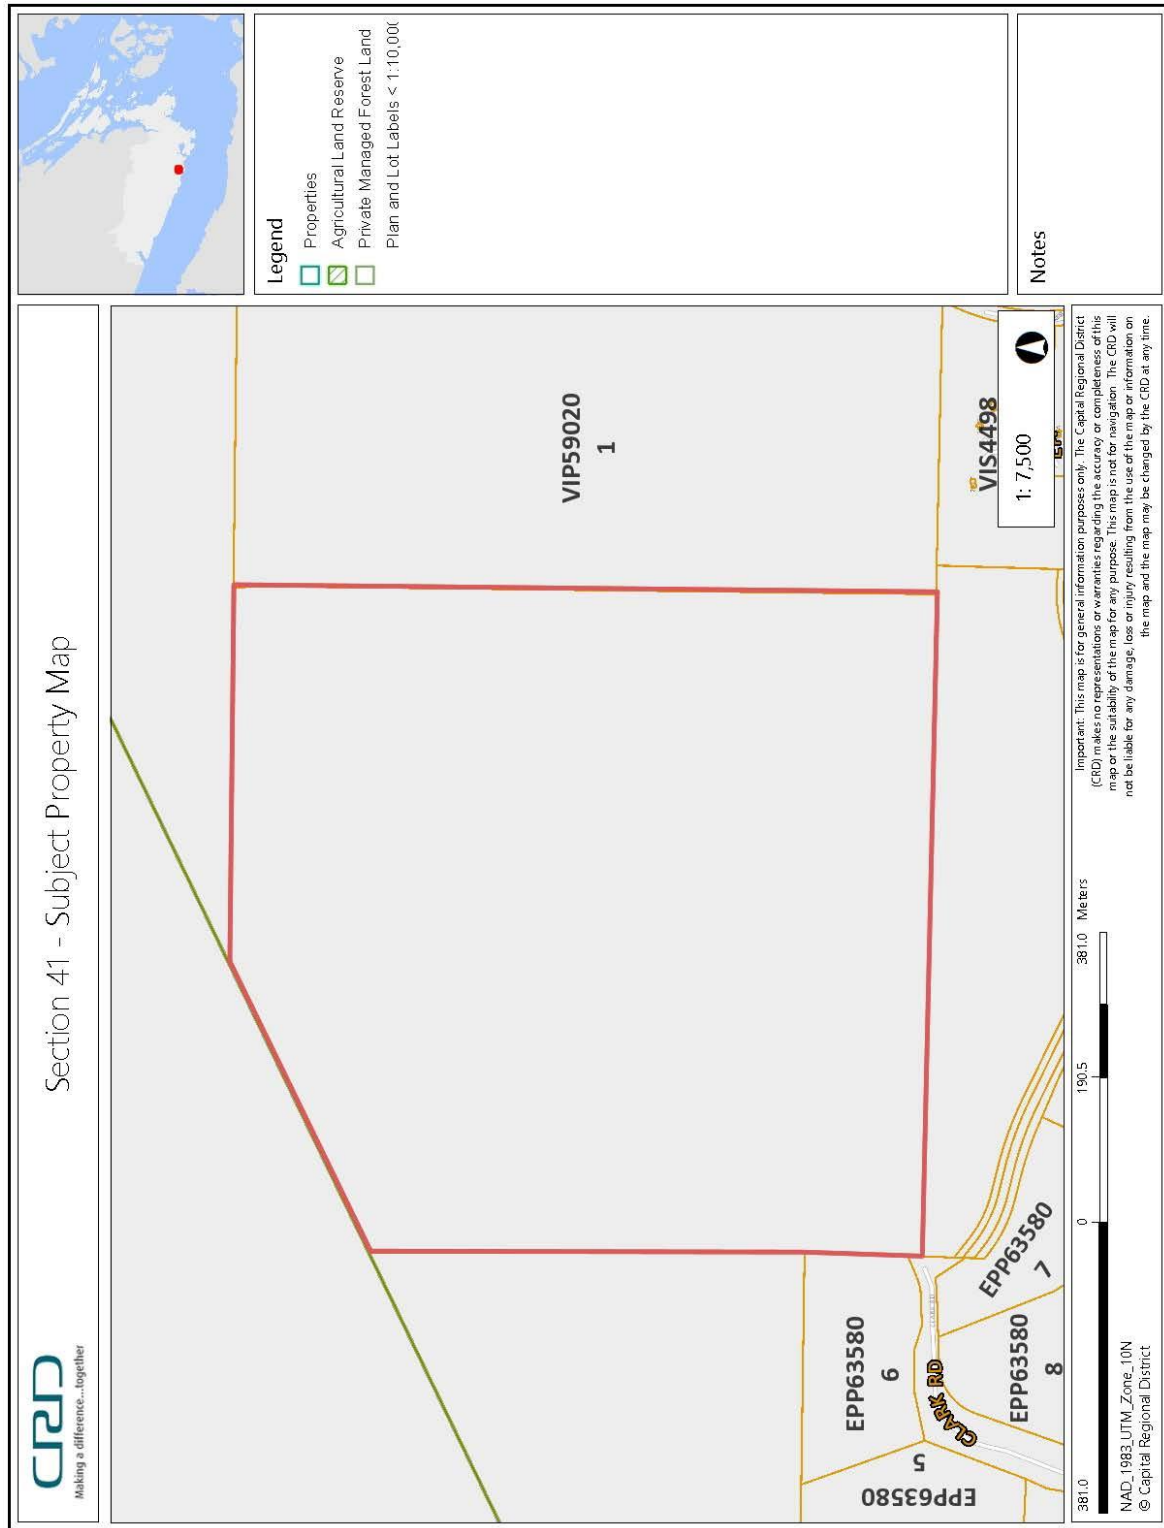 CRD
Making a difference...together
Section 41 - Subject Property Map
Legend
Properties
Agricultural Land Reserve
Private Managed Forest Land
Plan and Lot Labels < 1:10,00(
Notes
VIP59020
1
VIS4498
1: 7,500
EPP63580
6
EPP63580
5
EPP63580
7
EPP63580
8
CLARK RD
CLARK RD
381.0
0
190.5
381.0 Meters
NAD_1983_UTM_Zone_10N
© Capital Regional District
Important: This map is for general information purposes only. The Capital Regional District
(CRD) makes no representations or warranties regarding the accuracy or completeness of this
map or the suitability of the map for any purpose. This map is not for navigation. The CRD will
not be liable for any damage, loss or injury resulting from the use of the map or information on
the map and the map may be changed by the CRD at any time.